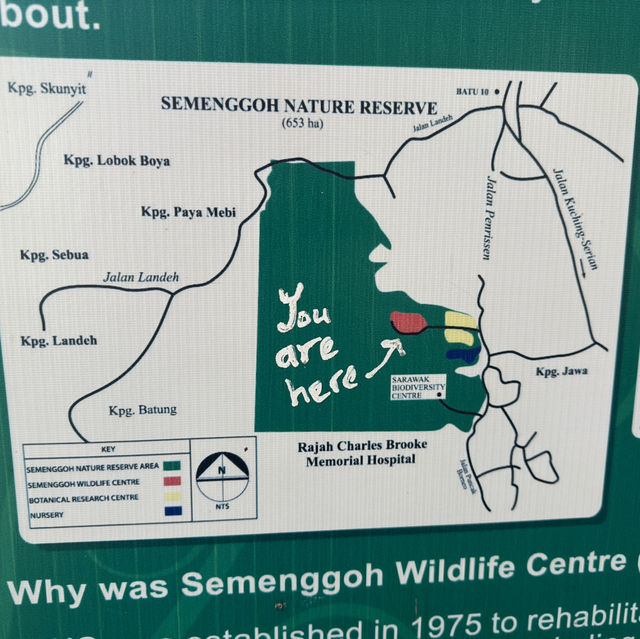 bout.
Kpg. Skunyit
SEMENGGOH NATURE RESERVE
(653 ha)
BATU 10
Jalan Landeh
Kpg. Lobok Boya
Kpg. Paya Mebi
Jalan Penrissen
Jalan Kuching-Serian
Kpg. Sebua
Jalan Landeh
Kpg. Landeh
You
are
here
Kpg. Jawa
SARAWAK
BIODIVERSITY
CENTRE
Kpg. Batung
Rajah Charles Brooke
Memorial Hospital
Jalan Puncak
Borneo
KEY
SEMENGGOH NATURE RESERVE AREA
SEMENGGOH WILDLIFE CENTRE
BOTANICAL RESEARCH CENTRE
NURSERY
N
NTS
Why was Semenggoh Wildlife Centre (
established in 1975 to rehabilit